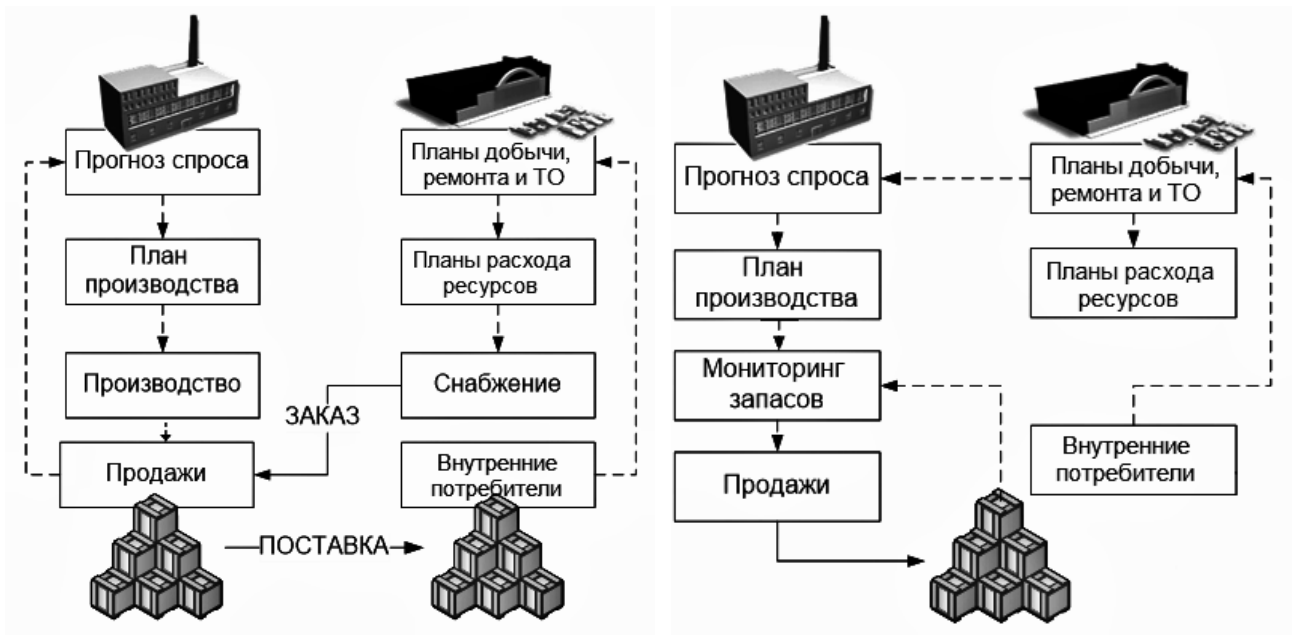 Прогноз спроса
План
производства
Производство
Продажи
ЗАКАЗ
ПОСТАВКА
Планы добычи,
ремонта и ТО
Планы расхода
ресурсов
Снабжение
Внутренние
потребители
Прогноз спроса
План
производства
Мониторинг
запасов
Продажи
Планы добычи,
ремонта и ТО
Планы расхода
ресурсов
Внутренние
потребители